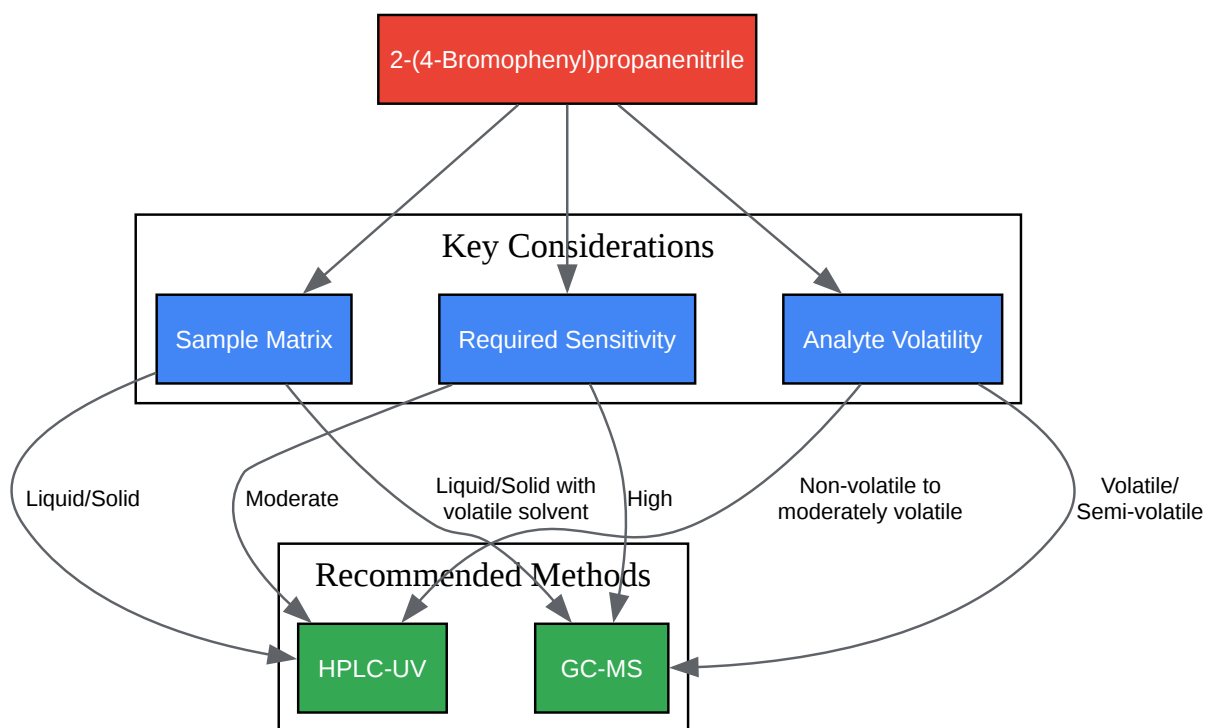 2-(4-Bromophenyl)propanenitrile
Key Considerations
Sample Matrix
Required Sensitivity
Analyte Volatility
Liquid/Solid
Moderate
Liquid/Solid with
volatile solvent
High
Non-volatile to
moderately volatile
Volatile/
Semi-volatile
Recommended Methods
HPLC-UV
GC-MS